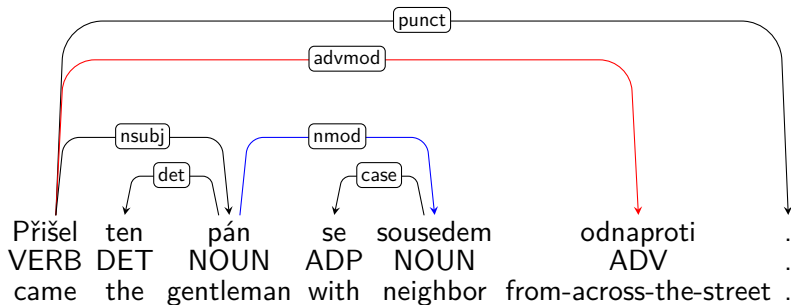 punct
advmod
nsubj nmod
det case
Přišel ten pán se sousedem odnaproti .
VERB DET NOUN ADP NOUN ADV .
came the gentleman with neighbor from-across-the-street .